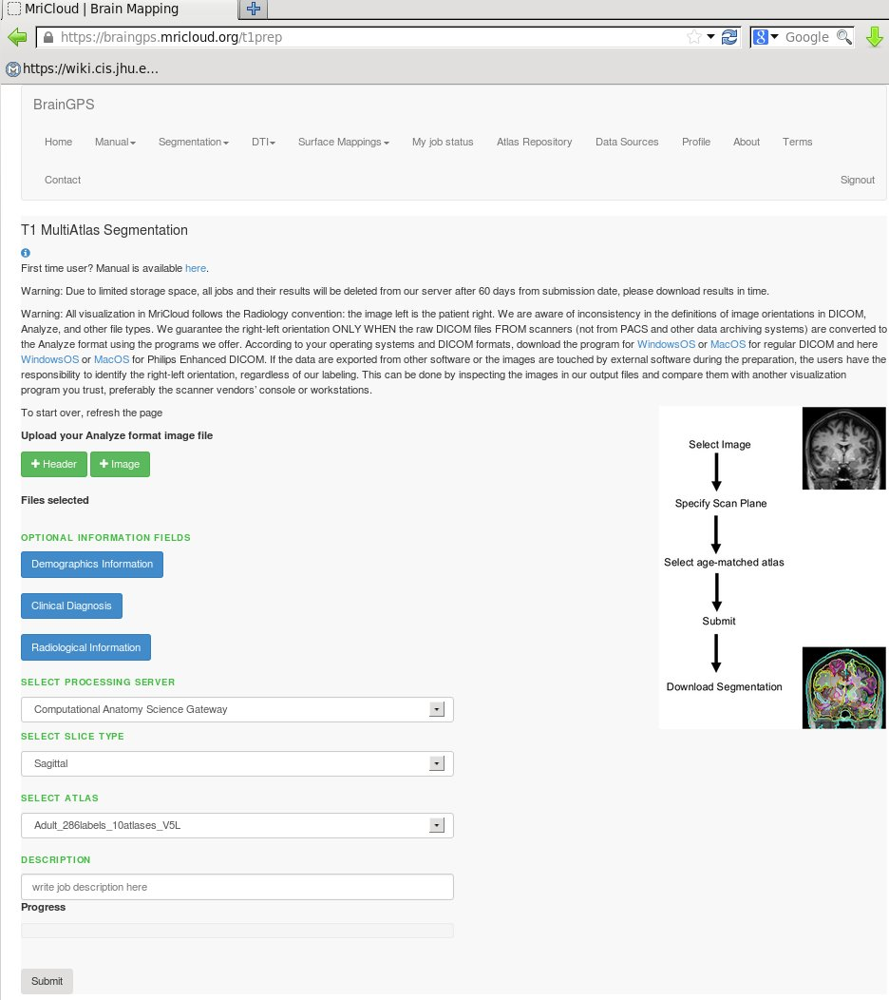 MriCloud | Brain Mapping
https://braingps.mricloud.org/t1prep
Google
https://wiki.cis.jhu.e...
BrainGPS
Home Manual Segmentation DTI Surface Mappings My job status Atlas Repository Data Sources Profile About Terms
Contact Signout
T1 MultiAtlas Segmentation
First time user? Manual is available here.
Warning: Due to limited storage space, all jobs and their results will be deleted from our server after 60 days from submission date, please download results in time.
Warning: All visualization in MriCloud follows the Radiology convention: the image left is the patient right. We are aware of inconsistency in the definitions of image orientations in DICOM,
Analyze, and other file types. We guarantee the right-left orientation ONLY WHEN the raw DICOM files FROM scanners (not from PACS and other data archiving systems) are converted to
the Analyze format using the programs we offer. According to your operating systems and DICOM formats, download the program for WindowsOS or MacOS for regular DICOM and here
WindowsOS or MacOS for Philips Enhanced DICOM. If the data are exported from other software or the images are touched by external software during the preparation, the users have the
responsibility to identify the right-left orientation, regardless of our labeling. This can be done by inspecting the images in our output files and compare them with another visualization
program you trust, preferably the scanner vendors' console or workstations.
To start over, refresh the page
Upload your Analyze format image file
Header Image
Files selected
OPTIONAL INFORMATION FIELDS
Demographics Information
Clinical Diagnosis
Radiological Information
SELECT PROCESSING SERVER
Computational Anatomy Science Gateway
SELECT SLICE TYPE
Sagittal
SELECT ATLAS
Adult_286labels_10atlases_V5L
DESCRIPTION
write job description here
Progress
Submit
Select Image
Specify Scan Plane
Select age-matched atlas
Submit
Download Segmentation